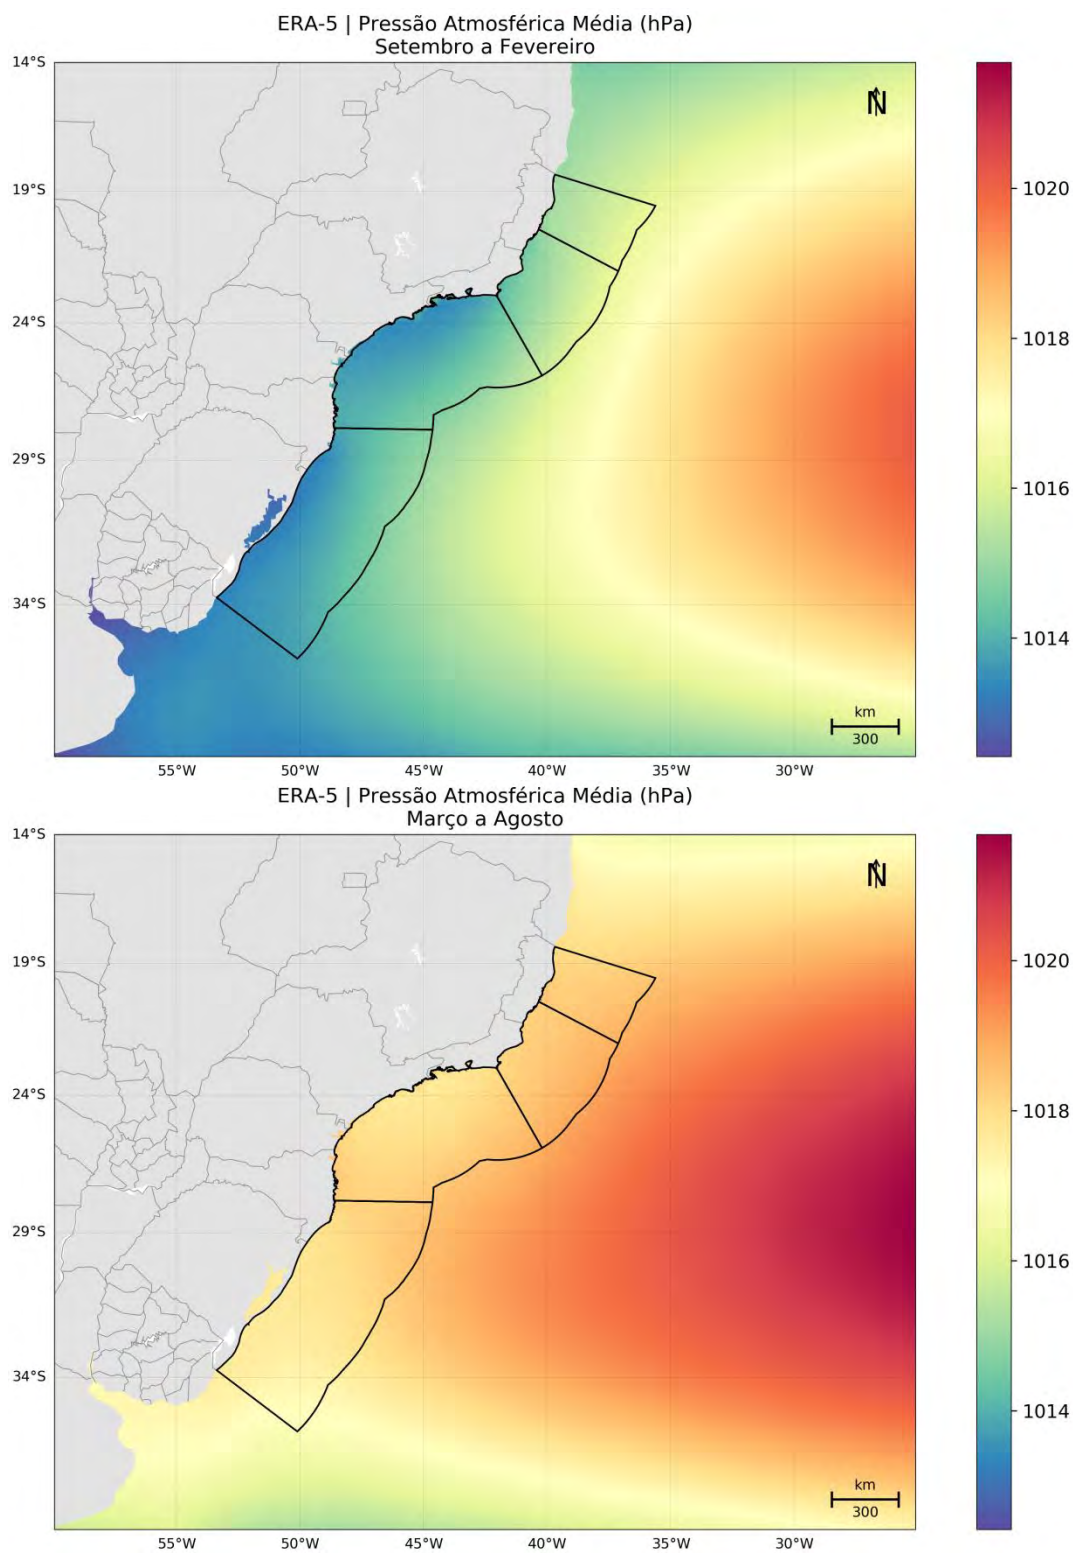 ERA-5 | Pressão Atmosférica Média (hPa)
Setembro a Fevereiro
14°S
19°S
24°S
29°S
34°S
N
km
300
55°W 50°W 45°W 40°W 35°W 30°W
1020
1018
1016
1014
ERA-5 | Pressão Atmosférica Média (hPa)
Março a Agosto
14°S
19°S
24°S
29°S
34°S
N
km
300
55°W 50°W 45°W 40°W 35°W 30°W
1020
1018
1016
1014